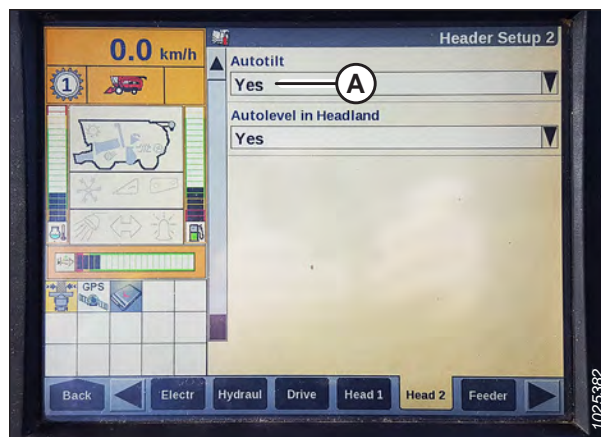 0.0 km/h
Header Setup 2
1
Autotilt
Yes
A
Autolevel in Headland
Yes
GPS
Back
Electr
Hydraul
Drive
Head 1
Head 2
Feeder
1025382